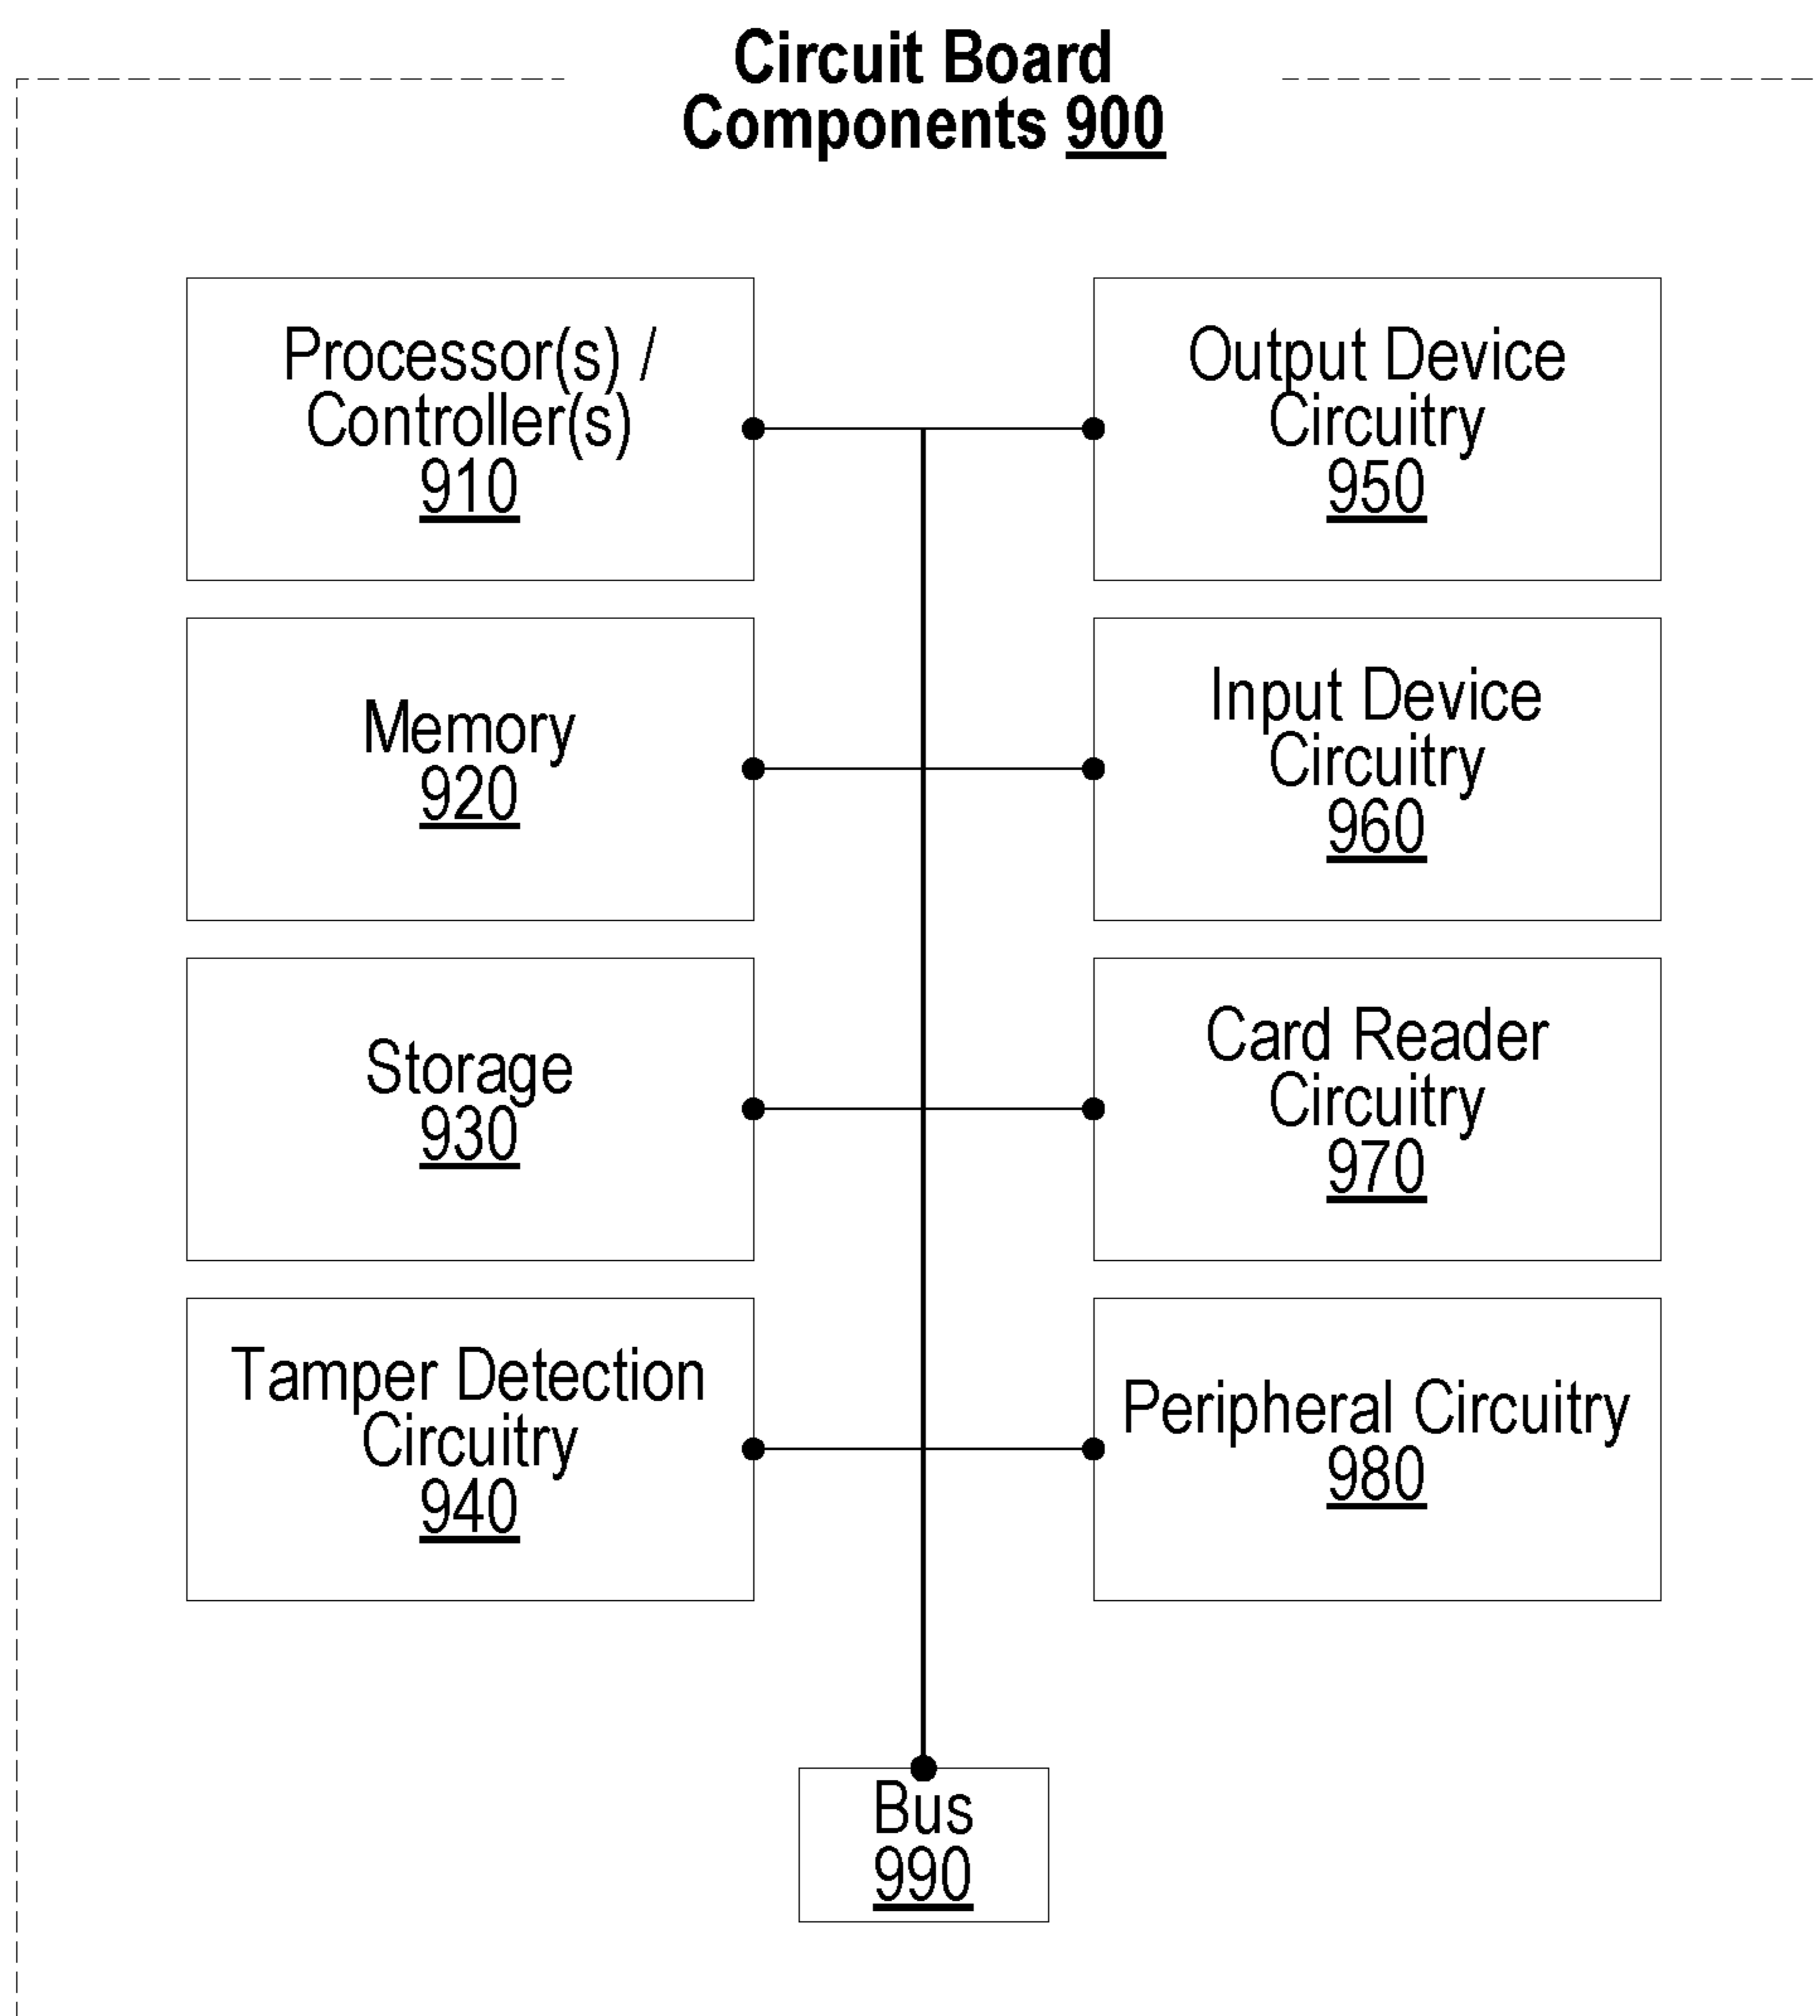 Circuit Board
Components 900
Processor(s) /
Controller(s)
910
Output Device
Circuitry
950
Memory
920
Input Device
Circuitry
960
Storage
930
Card Reader
Circuitry
970
Tamper Detection
Circuitry
940
Peripheral Circuitry
980
Bus
990